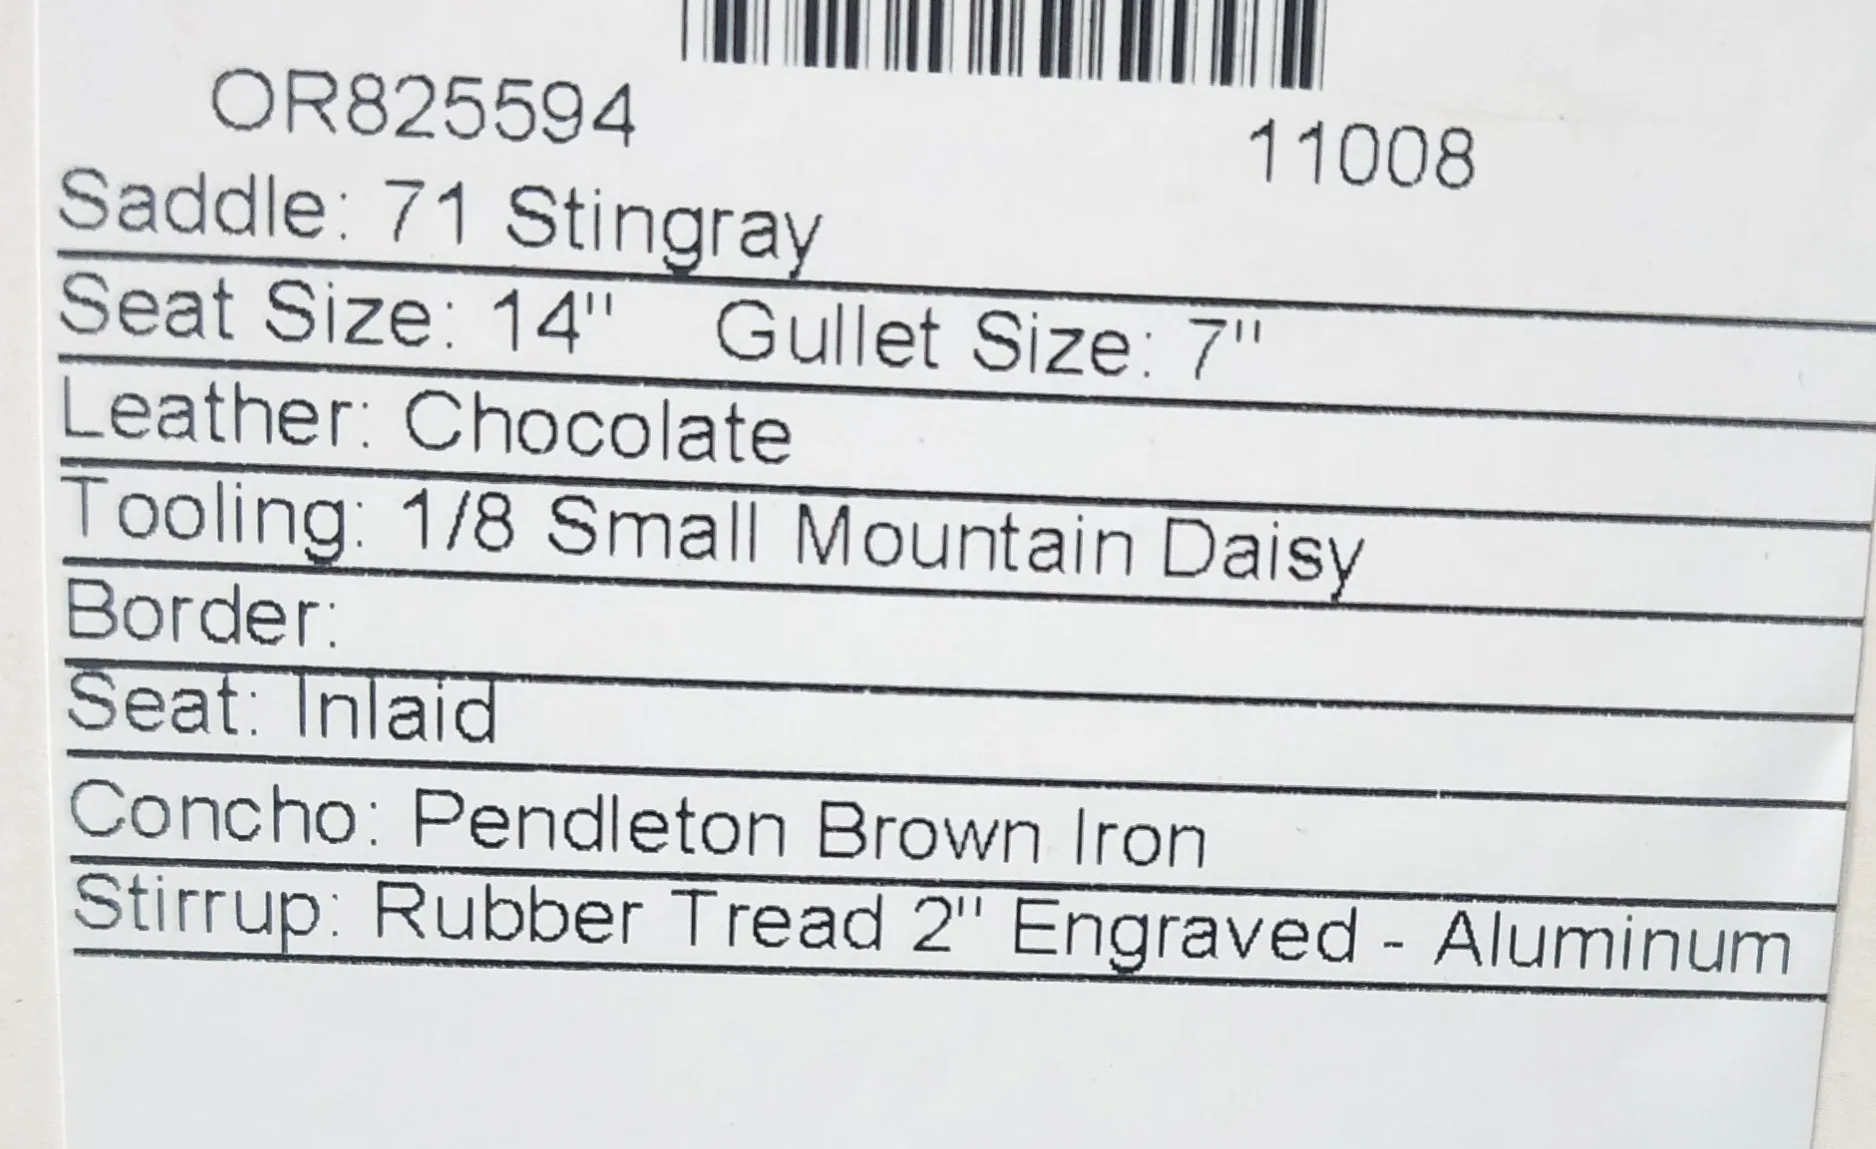 OR825594 11008
Saddle: 71 Stingray
Seat Size: 14" Gullet Size: 7"
Leather: Chocolate
Tooling: 1/8 Small Mountain Daisy
Border:
Seat: Inlaid
Concho: Pendleton Brown Iron
Stirrup: Rubber Tread 2" Engraved - Aluminum